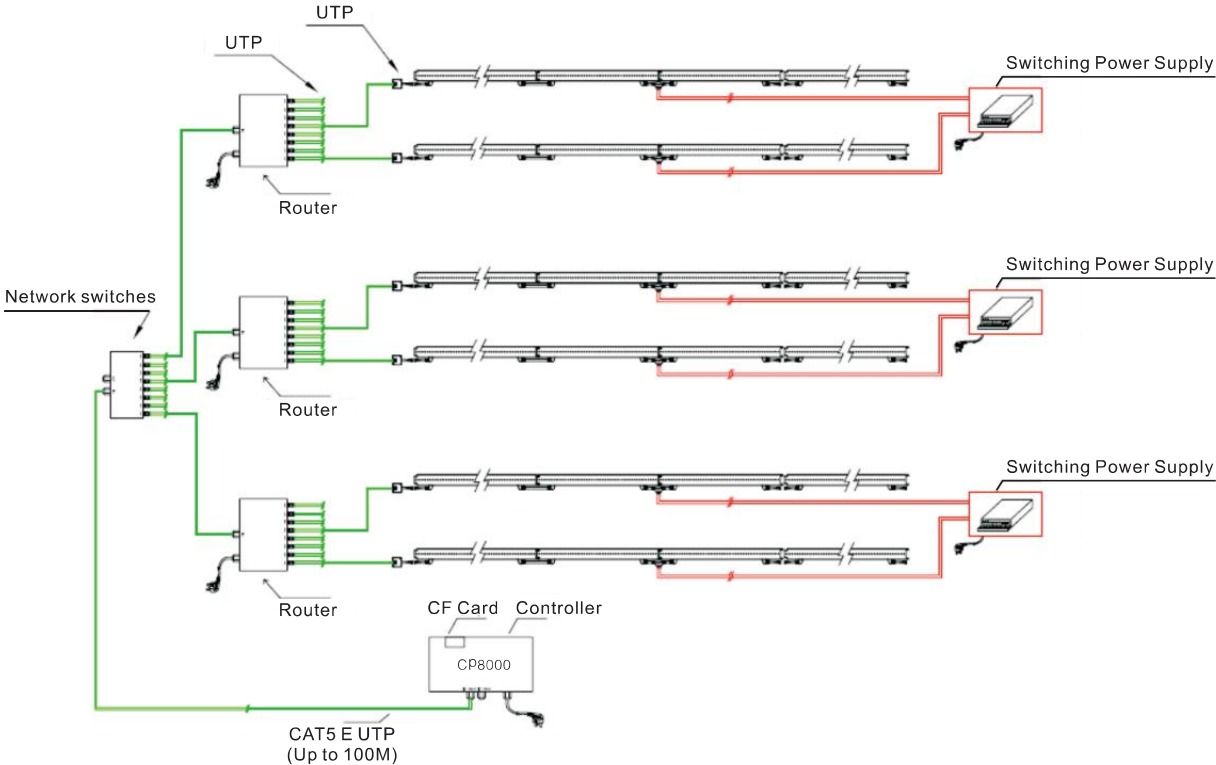 UTP
UTP
Switching Power Supply
Router
Switching Power Supply
Network switches
Router
Switching Power Supply
Router
CF Card
Controller
CP8000
CAT5 E UTP
(Up to 100M)